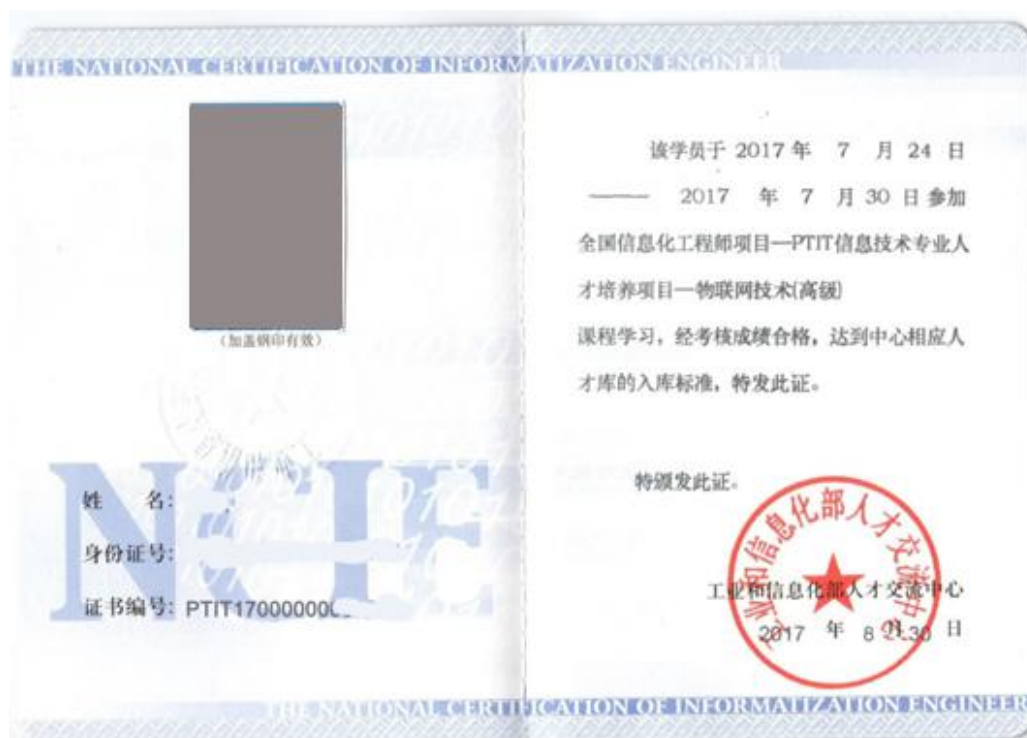 THE NATIONAL CERTIFICATION OF INFORMATIZATION ENGINEER
(加盖钢印有效)
姓 名:
身份证号:
证书编号: PTIT17000000
该学员于 2017 年 7 月 24 日
—— 2017 年 7 月 30 日 参加
全国信息化工程师项目—PTIT信息技术专业人
才培养项目—物联网技术(高级)
课程学习,经考核成绩合格,达到中心相应人
才库的入库标准,特发此证。
特颁发此证。
工业和信息化部人才交流中心
工业和信息化部人才交流中心
2017 年 8 月 30 日
THE NATIONAL CERTIFICATION OF INFORMATIZATION ENGINEER